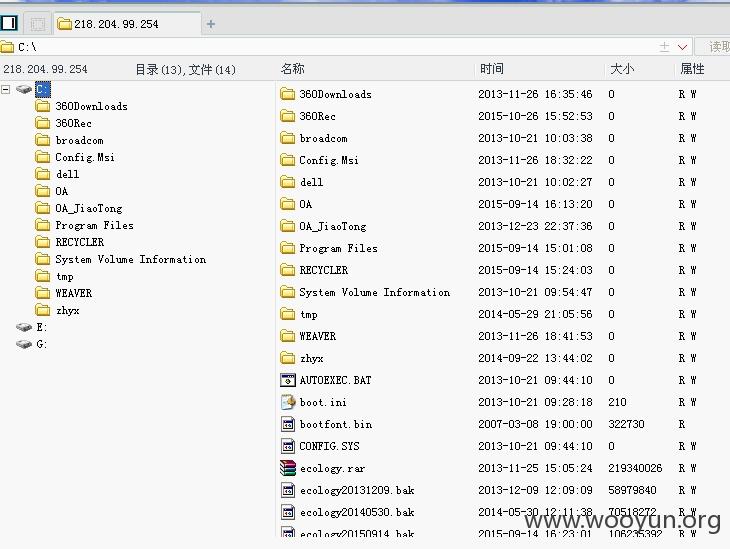 218.204.99.254
C:\
读取
218.204.99.254 目录(13),文件(14) 名称 时间 大小 属性
C:
360Downloads
360Rec
broadcom
Config.Msi
dell
OA
OA_JiaoTong
Program Files
RECYCLER
System Volume Information
tmp
WEAVER
zhyx
E:
G:
360Downloads 2013-11-26 16:35:46 0 R W
360Rec 2015-10-26 15:52:53 0 R W
broadcom 2013-10-21 10:03:38 0 R W
Config.Msi 2013-11-26 18:32:22 0 R W
dell 2013-10-21 10:02:27 0 R W
OA 2015-09-14 16:13:20 0 R W
OA_JiaoTong 2013-12-23 22:37:36 0 R W
Program Files 2015-09-14 15:01:08 0 R W
RECYCLER 2015-09-14 15:24:03 0 R W
System Volume Information 2013-10-21 09:54:47 0 R W
tmp 2014-05-29 21:05:56 0 R W
WEAVER 2013-11-26 18:41:53 0 R W
zhyx 2014-09-22 13:44:02 0 R W
AUTOEXEC.BAT 2013-10-21 09:44:10 0 R W
boot.ini 2013-10-21 09:28:18 210 R W
bootfont.bin 2007-03-08 19:00:00 322730 R
CONFIG.SYS 2013-10-21 09:44:10 0 R W
ecology.rar 2013-11-25 15:05:24 219340026 R W
ecology20131209.bak 2013-12-09 12:09:09 58979840 R W
ecology20140530.bak 2014-05-30 12:11:38 70518272 R W
ecology20150914.bak 2015-09-14 16:23:01 106235392 R W
www.wooyun.org